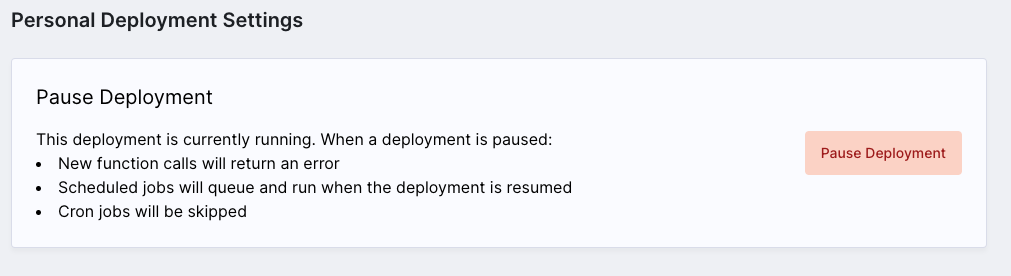 Personal Deployment Settings
Pause Deployment
This deployment is currently running. When a deployment is paused:
• New function calls will return an error
• Scheduled jobs will queue and run when the deployment is resumed
• Cron jobs will be skipped
Pause Deployment